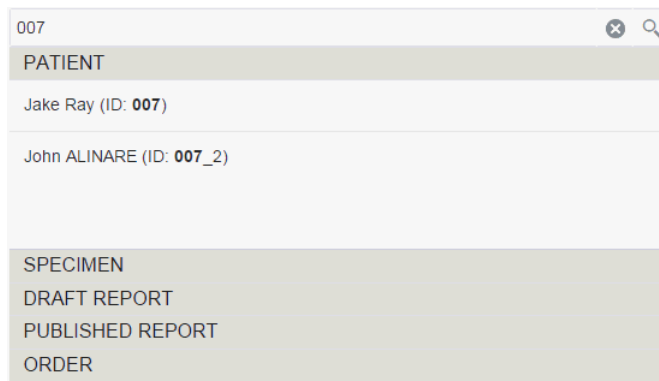 007
PATIENT
Jake Ray (ID: 007)
John ALINARE (ID: 007_2)
SPECIMEN
DRAFT REPORT
PUBLISHED REPORT
ORDER